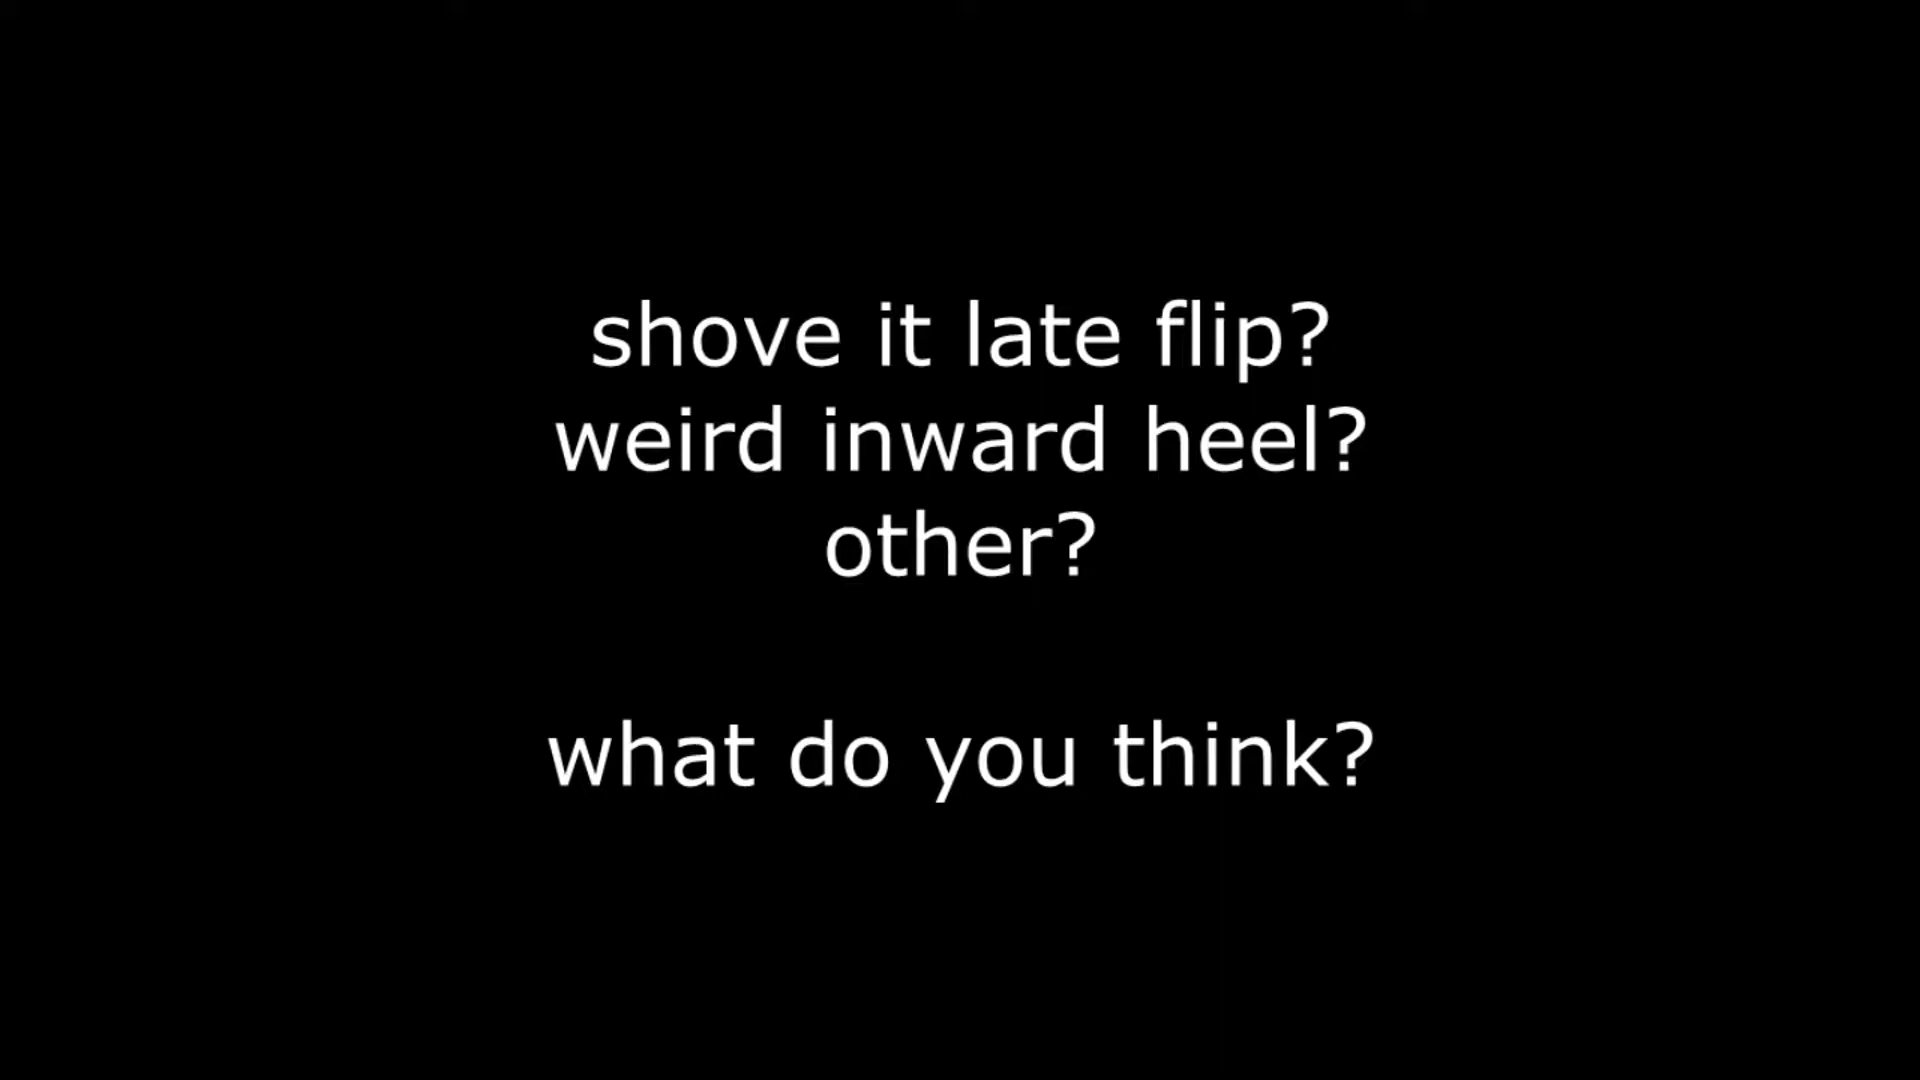 shove it late flip?
weird inward heel?
other?
what do you think?